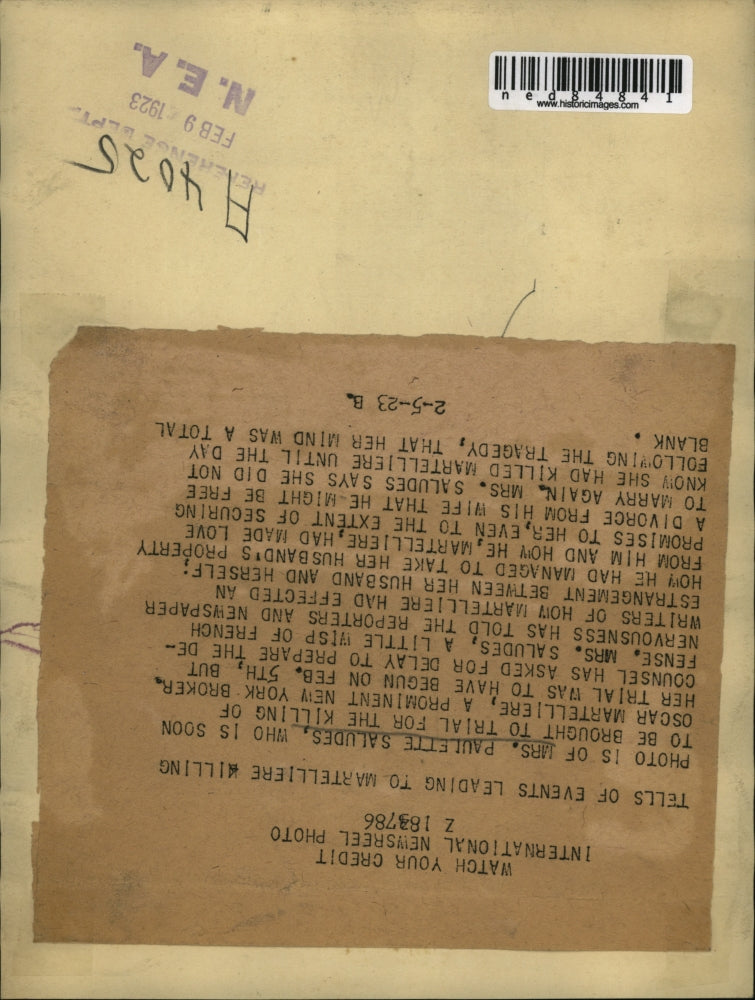 ned84841
www.historicimages.com
N. E. A.
FEB 9 1923
REFERENCE DEPT.
H 4022
WATCH YOUR CREDIT
INTERNATIONAL NEWSREEL PHOTO
Z 183786
TELLS OF EVENTS LEADING TO MARTELLIERE KILLING
PHOTO IS OF MRS. PAULETTE SALUDES, WHO IS SOON
TO BE BROUGHT TO TRIAL FOR THE KILLING OF
OSCAR MARTELLIERE, A PROMINENT NEW YORK BROKER.
HER TRIAL WAS TO HAVE BEGUN ON FEB. 5TH, BUT
COUNSEL HAS ASKED FOR DELAY TO PREPARE THE DE-
FENSE. MRS. SALUDES, A LITTLE WISP OF FRENCH
NERVOUSNESS HAS TOLD THE REPORTERS AND NEWSPAPER
WRITERS OF HOW MARTELLIERE HAD EFFECTED AN
ESTRANGEMENT BETWEEN HER HUSBAND AND HERSELF;
HOW HE HAD MANAGED TO TAKE HER HUSBAND'S PROPERTY
FROM HIM AND HOW HE, MARTELLIERE, HAD MADE LOVE
PROMISES TO HER, EVEN TO THE EXTENT OF SECURING
A DIVORCE FROM HIS WIFE THAT HE MIGHT BE FREE
TO MARRY AGAIN. MRS. SALUDES SAYS SHE DID NOT
KNOW SHE HAD KILLED MARTELLIERE UNTIL THE DAY
FOLLOWING THE TRAGEDY, THAT HER MIND WAS A TOTAL
BLANK.
2-5-23 B.